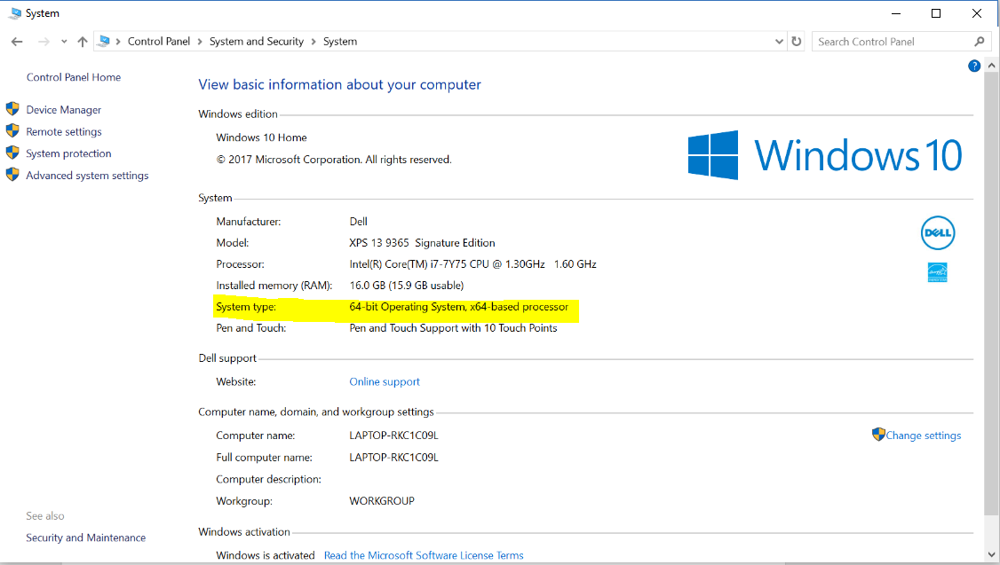 System
Control Panel > System and Security > System
Search Control Panel
?
Control Panel Home
Device Manager
Remote settings
System protection
Advanced system settings
See also
Security and Maintenance
View basic information about your computer
Windows edition
Windows 10 Home
© 2017 Microsoft Corporation. All rights reserved.
Windows 10
System
Manufacturer: Dell
Model: XPS 13 9365 Signature Edition
Processor: Intel(R) Core(TM) i7-7Y75 CPU @ 1.30GHz 1.60 GHz
Installed memory (RAM): 16.0 GB (15.9 GB usable)
System type: 64-bit Operating System, x64-based processor
Pen and Touch: Pen and Touch Support with 10 Touch Points
DELL
Dell support
Website: Online support
Computer name, domain, and workgroup settings
Computer name: LAPTOP-RKC1C09L
Change settings
Full computer name: LAPTOP-RKC1C09L
Computer description:
Workgroup: WORKGROUP
Windows activation
Windows is activated Read the Microsoft Software License Terms